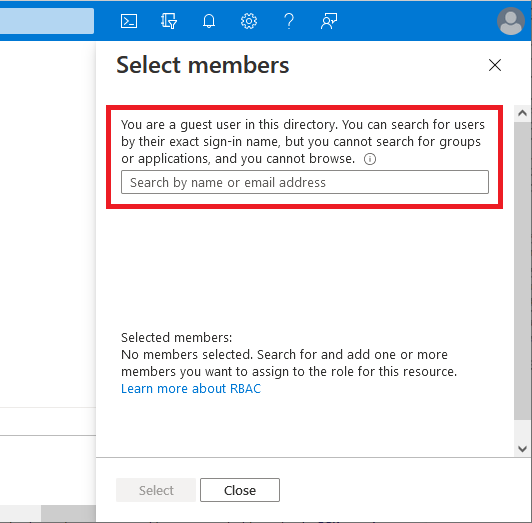 Select members
You are a guest user in this directory. You can search for users
by their exact sign-in name, but you cannot search for groups
or applications, and you cannot browse.
Search by name or email address
Selected members:
No members selected. Search for and add one or more
members you want to assign to the role for this resource.
Learn more about RBAC
Select
Close